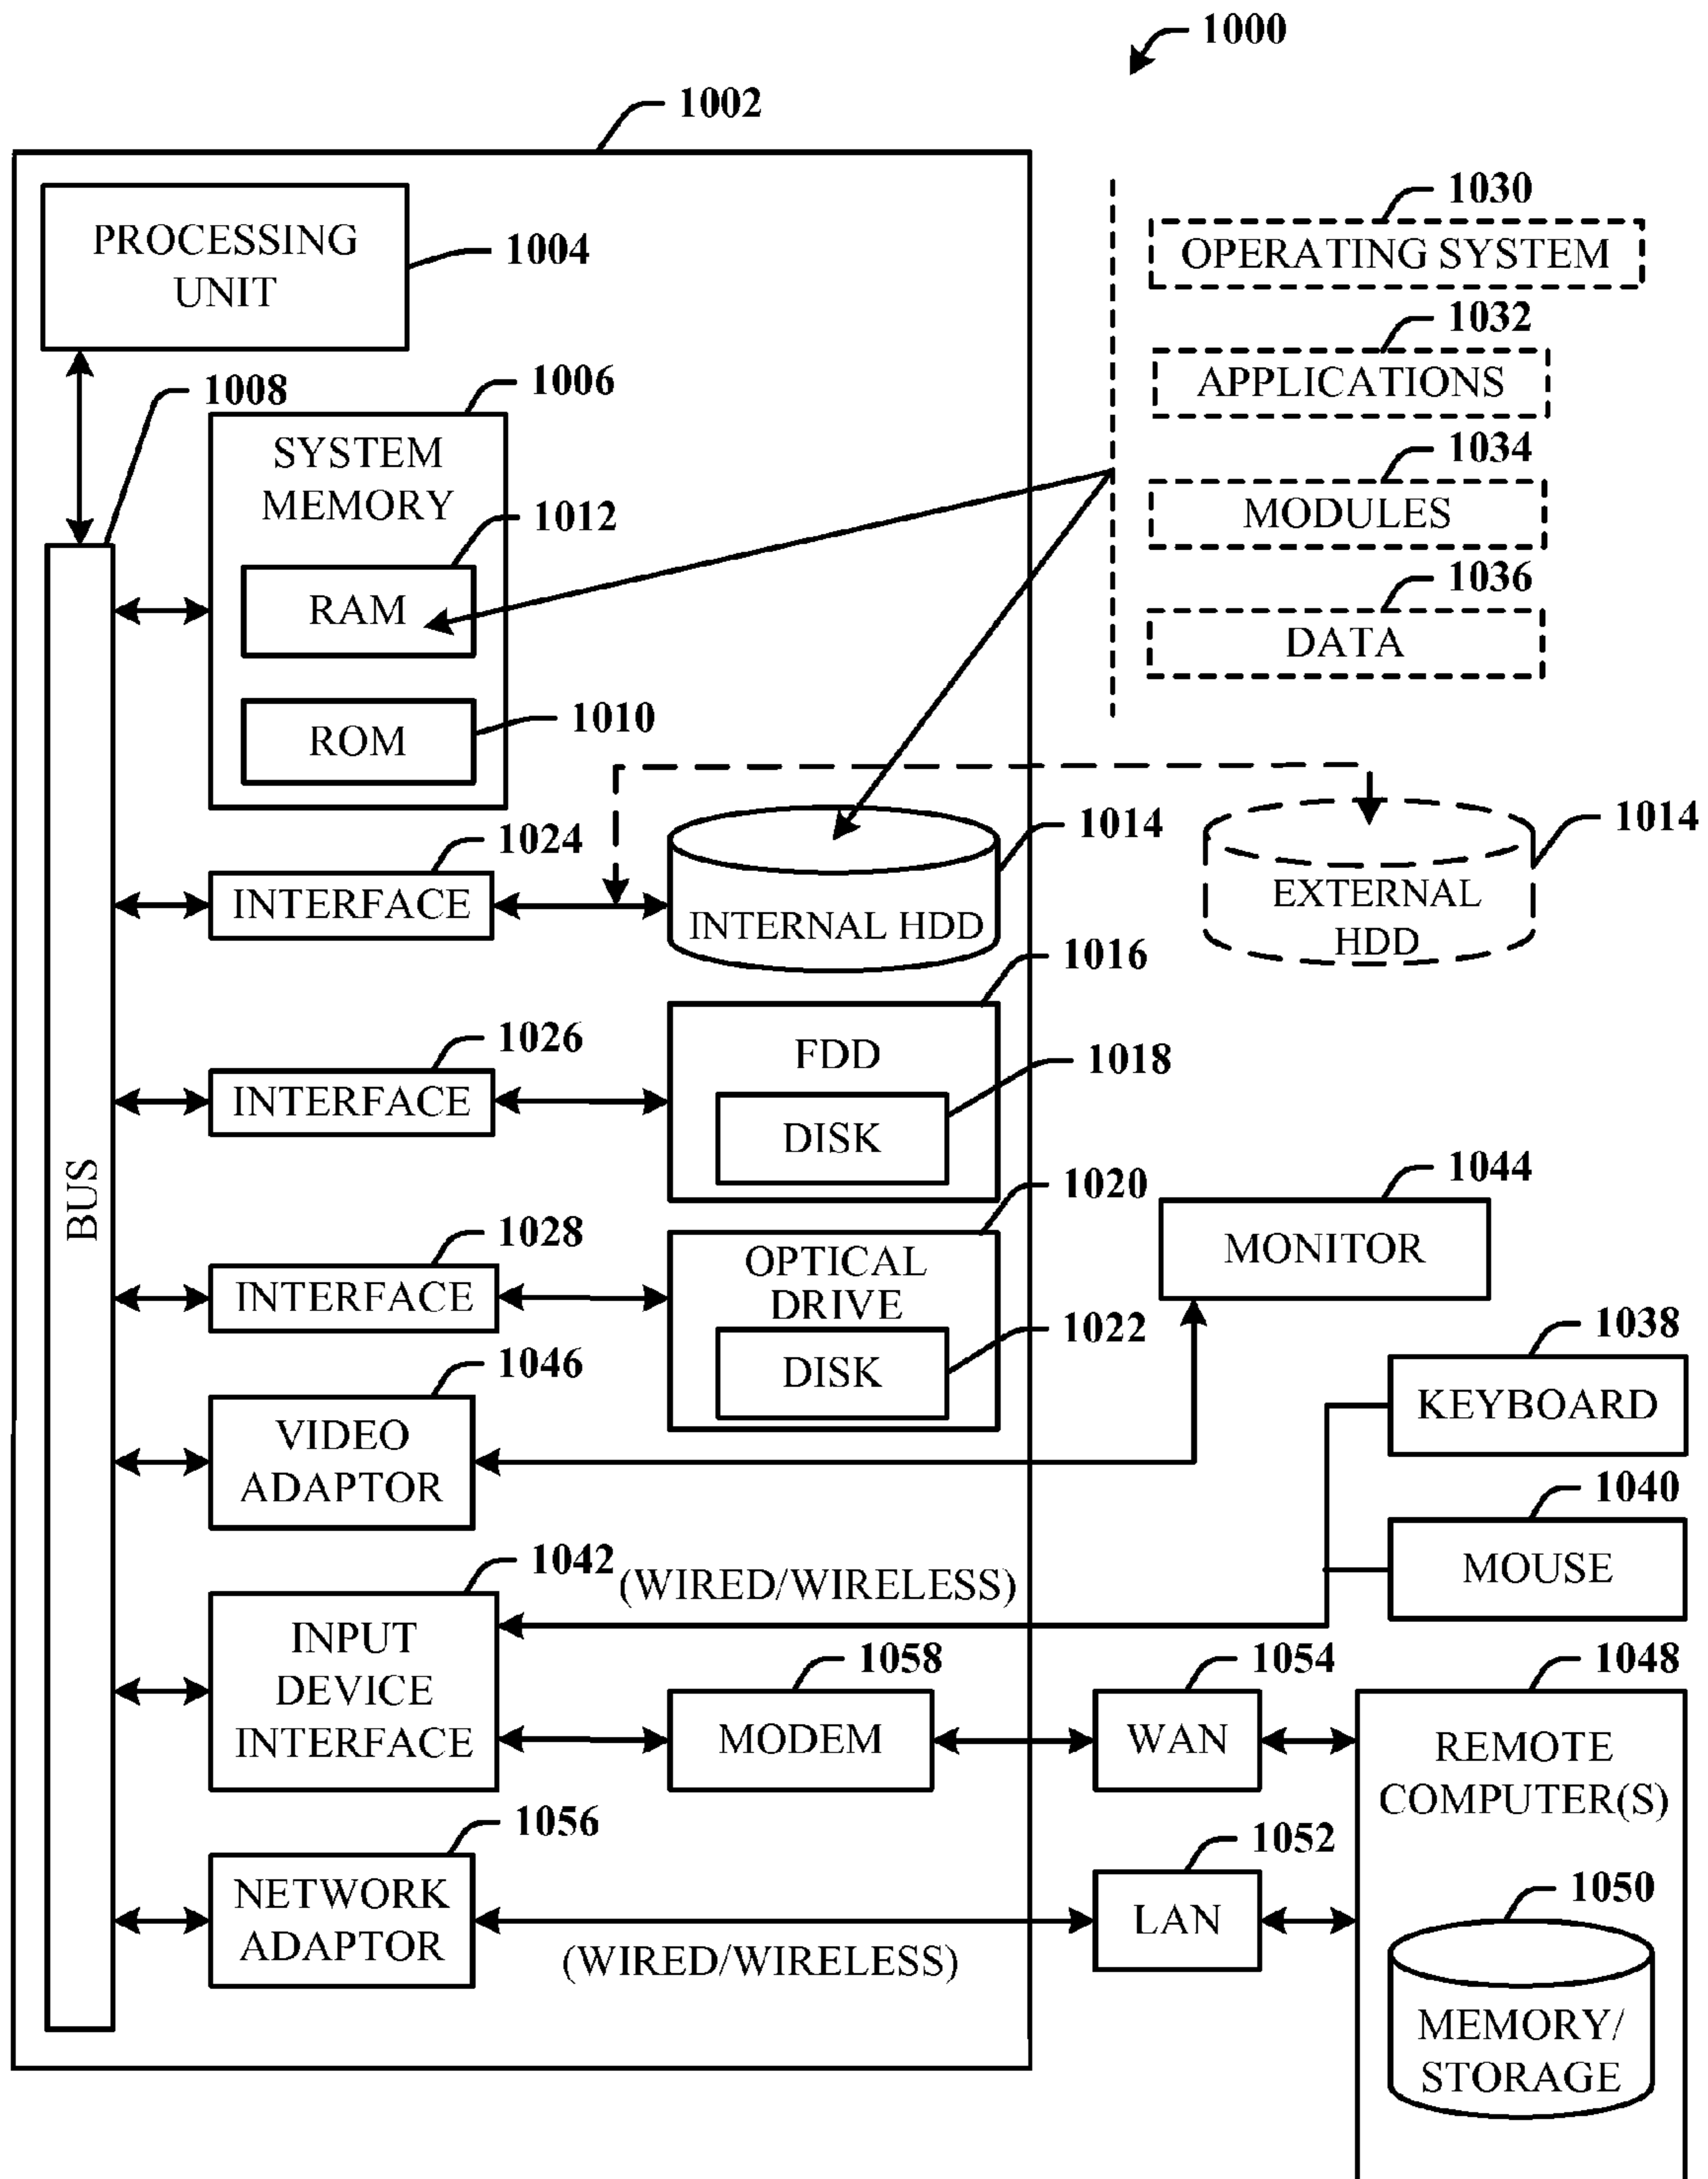 1000
1002
1030
OPERATING SYSTEM
PROCESSING
UNIT
1004
1032
APPLICATIONS
1008
1006
SYSTEM
MEMORY
1034
MODULES
1012
RAM
1036
DATA
1010
ROM
1024
INTERFACE
1014
INTERNAL HDD
1014
EXTERNAL
HDD
1016
FDD
1026
INTERFACE
1018
DISK
BUS
1044
MONITOR
1020
OPTICAL
DRIVE
1028
INTERFACE
1022
DISK
1038
KEYBOARD
1046
VIDEO
ADAPTOR
1040
MOUSE
1042
(WIRED/WIRELESS)
INPUT
DEVICE
INTERFACE
1058
MODEM
1054
WAN
1048
REMOTE
COMPUTER(S)
1056
NETWORK
ADAPTOR
(WIRED/WIRELESS)
1052
LAN
1050
MEMORY/
STORAGE